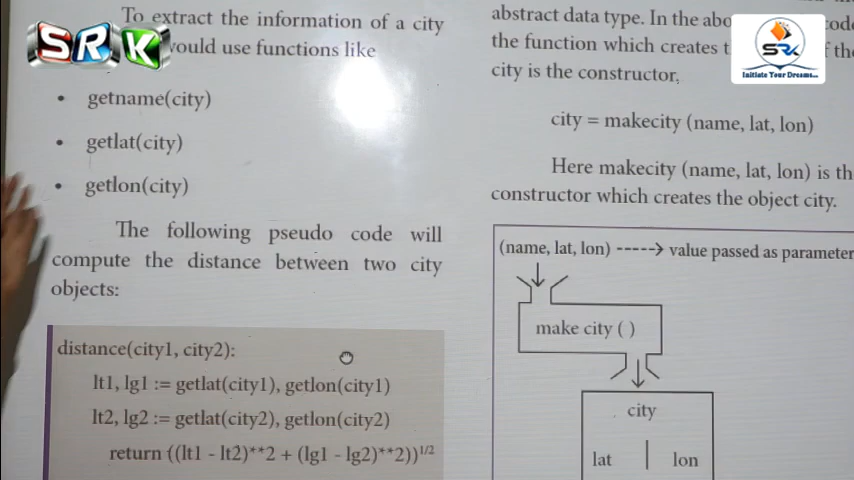 To extract the information of a city
would use functions like
• getname(city)
• getlat(city)
• getlon(city)
The following pseudo code will
compute the distance between two city
objects:
distance(city1, city2):
lt1, lg1 := getlat(city1), getlon(city1)
lt2, lg2 := getlat(city2), getlon(city2)
return ((lt1 - lt2)**2 + (lg1 - lg2)**2))1/2
abstract data type. In the
the function which creates
city is the constructor.
city = makecity (name, lat, lon)
Here makecity (name, lat, lon) is
constructor which creates the object city.
(name, lat, lon) -----> value passed as parameter
make city ( )
city
lat | lon
SRK
SRK
Initiate Your Dreams...